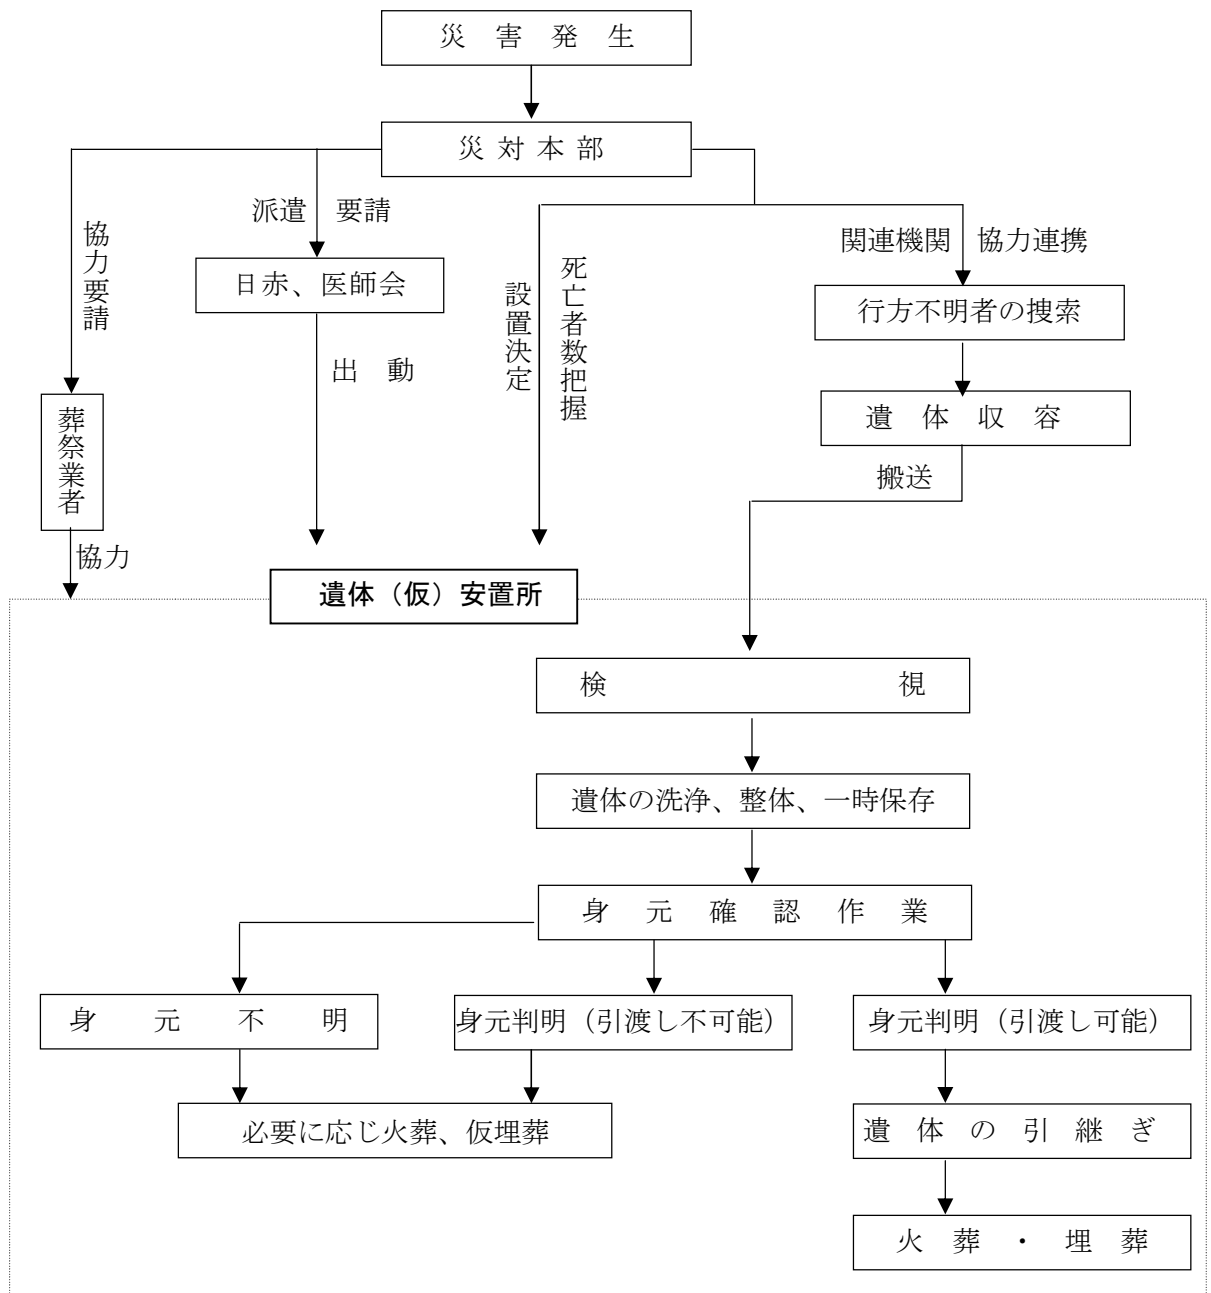 災　害　発　生
災 対 本 部
協力要請
派遣　要請
日赤、医師会
出　動
設置決定
死亡者数把握
関連機関　協力連携
行方不明者の捜索
遺　体　収　容
搬送
葬祭業者
協力
遺体（仮）安置所
検　　　　視
遺体の洗浄、整体、一時保存
身　元　確　認　作　業
身　元　不　明
身元判明（引渡し不可能）
身元判明（引渡し可能）
必要に応じ火葬、仮埋葬
遺　体　の　引　継　ぎ
火　葬　・　埋　葬